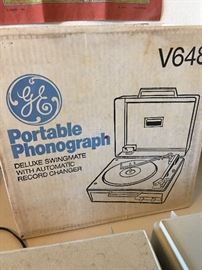 V648
GE
Portable
Phonograph
DELUXE SWINGMATE
WITH AUTOMATIC
RECORD CHANGER